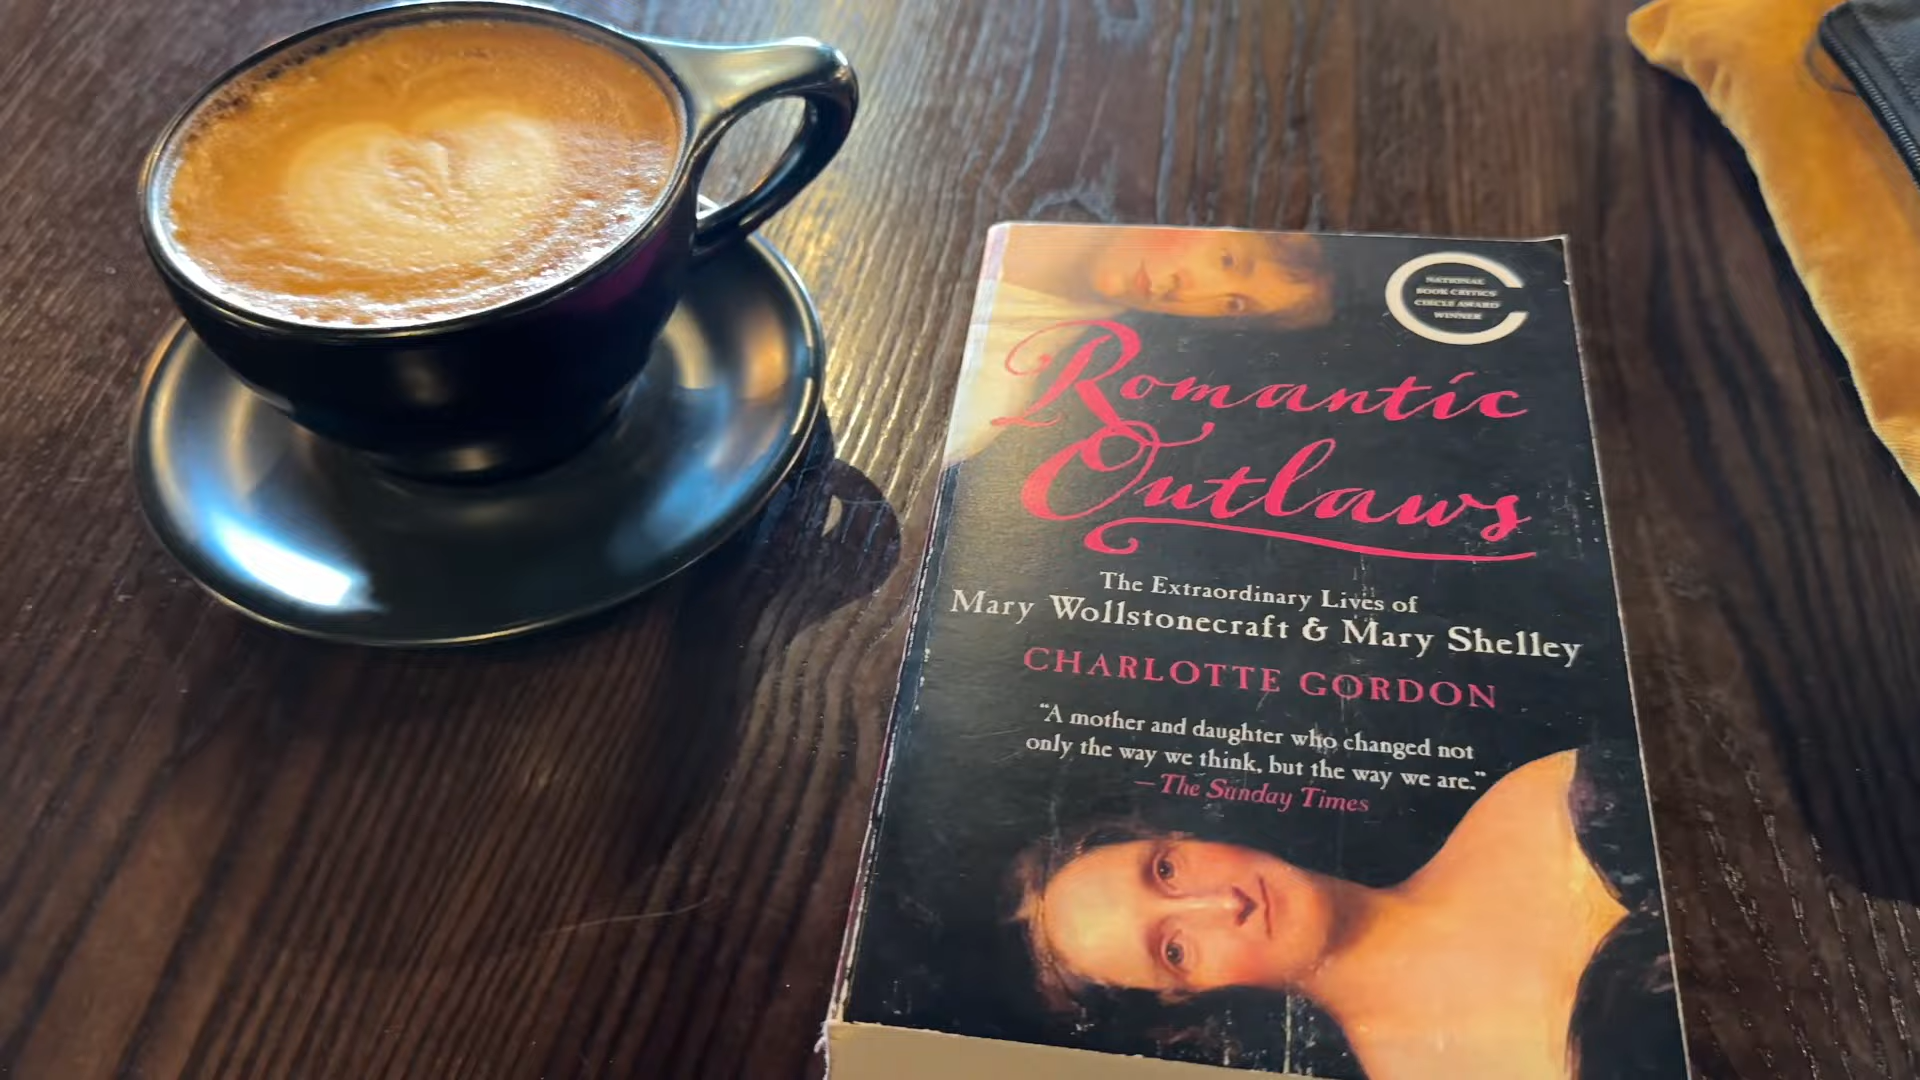 NATIONAL
BOOK CRITICS
CIRCLE AWARD
WINNER
Romantic
Outlaws
The Extraordinary Lives of
Mary Wollstonecraft & Mary Shelley
CHARLOTTE GORDON
“A mother and daughter who changed not
only the way we think, but the way we are.”
—The Sunday Times